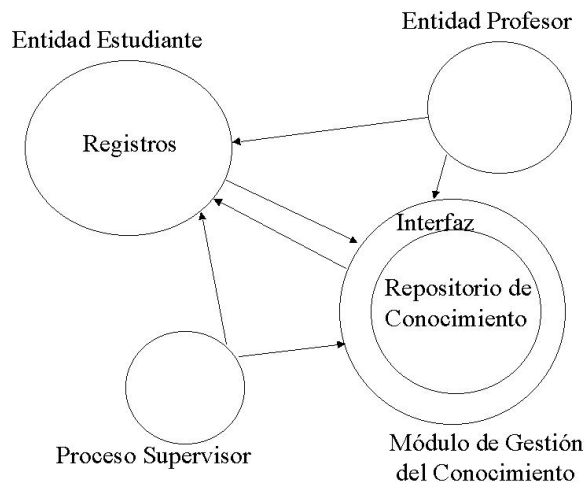 Entidad Profesor
Entidad Estudiante
Registros
Interfaz
Repositorio de
Conocimiento
Proceso Supervisor
Módulo de Gestión
del Conocimiento